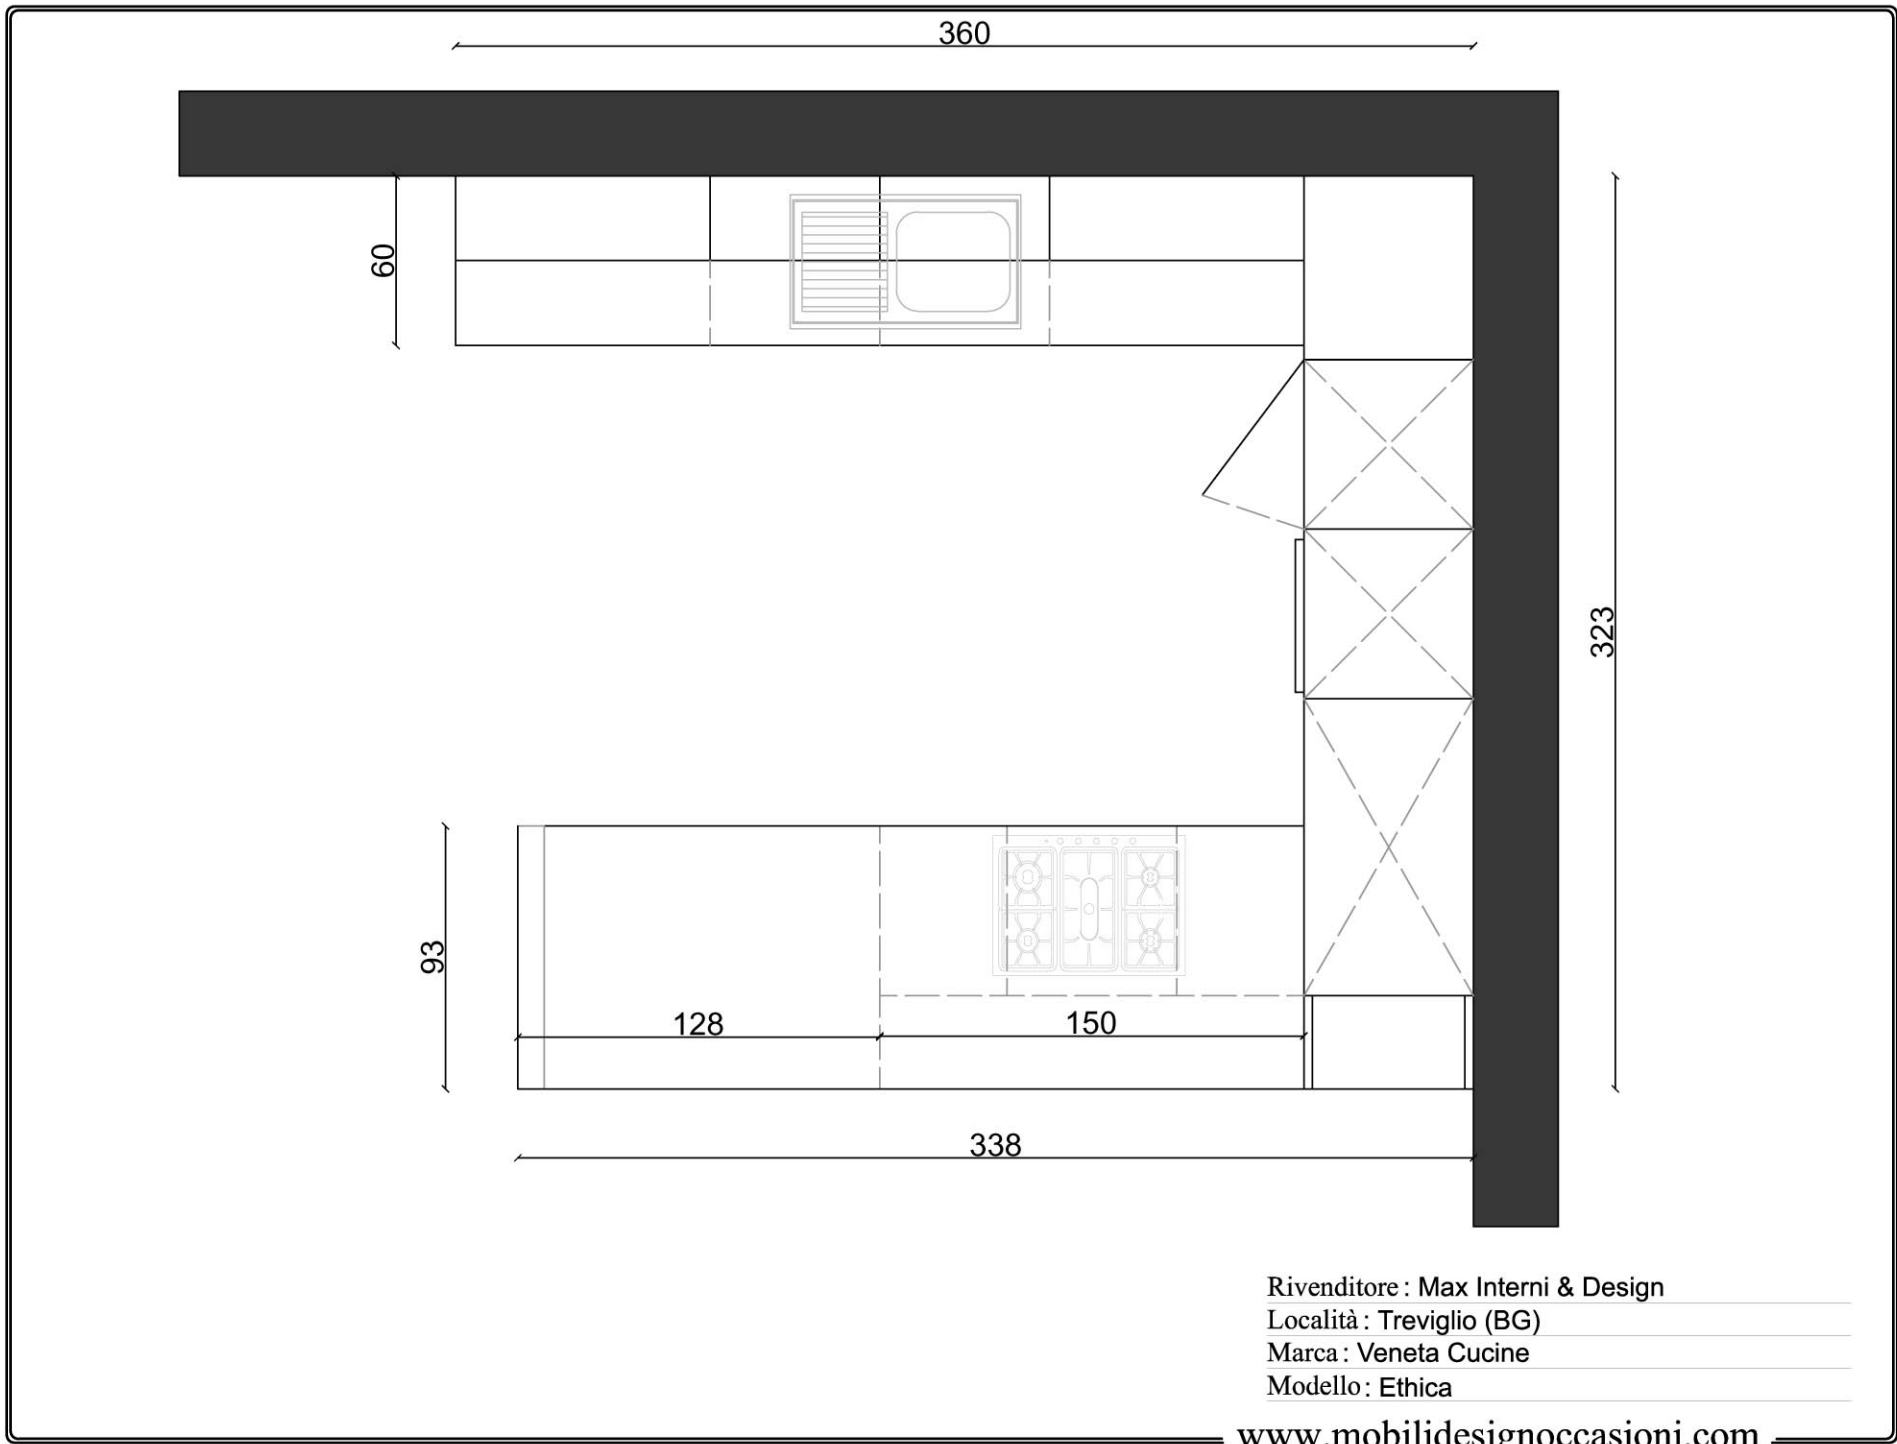 360
60
323
93
128
150
338
Rivenditore : Max Interni & Design
Località : Treviglio (BG)
Marca : Veneta Cucine
Modello : Ethica
www.mobilidesignoccasioni.com